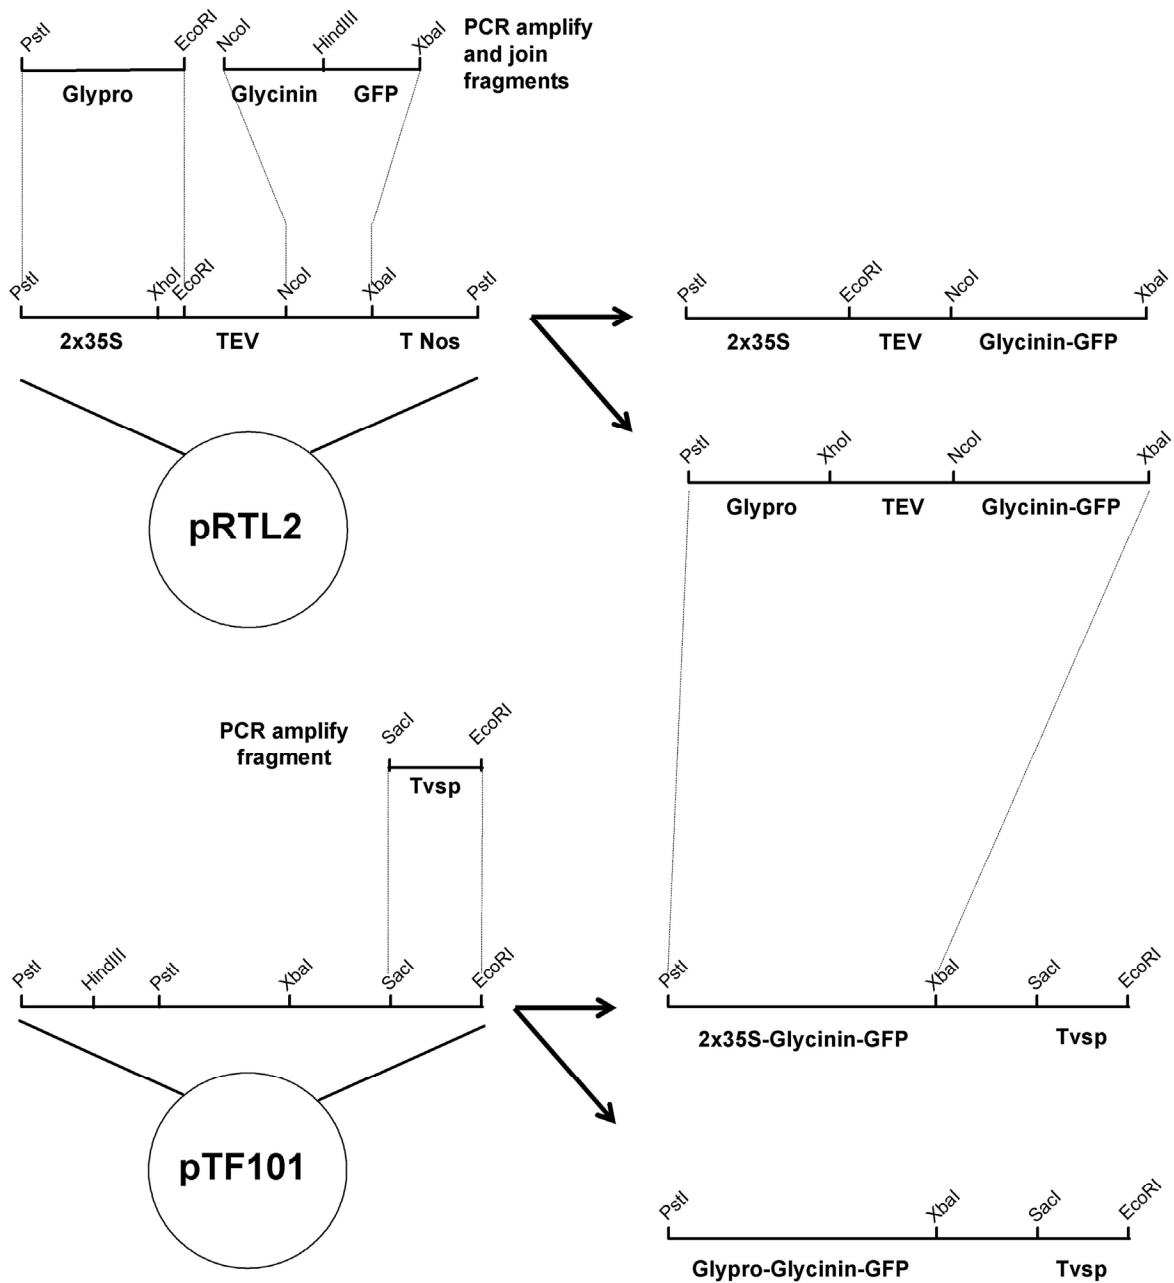 PstI
EcoRI
NcoI
HindIII
XbaI
PCR amplify
and join
fragments
Glypro
Glycinin
GFP
PstI
XhoI
EcoRI
NcoI
XbaI
PstI
2x35S
TEV
T Nos
PstI
EcoRI
NcoI
XbaI
2x35S
TEV
Glycinin-GFP
PstI
XhoI
NcoI
XbaI
Glypro
TEV
Glycinin-GFP
pRTL2
PCR amplify
fragment
SacI
EcoRI
Tvsp
PstI
HindIII
PstI
XbaI
SacI
EcoRI
PstI
XbaI
SacI
EcoRI
2x35S-Glycinin-GFP
Tvsp
pTF101
PstI
XbaI
SacI
EcoRI
Glypro-Glycinin-GFP
Tvsp